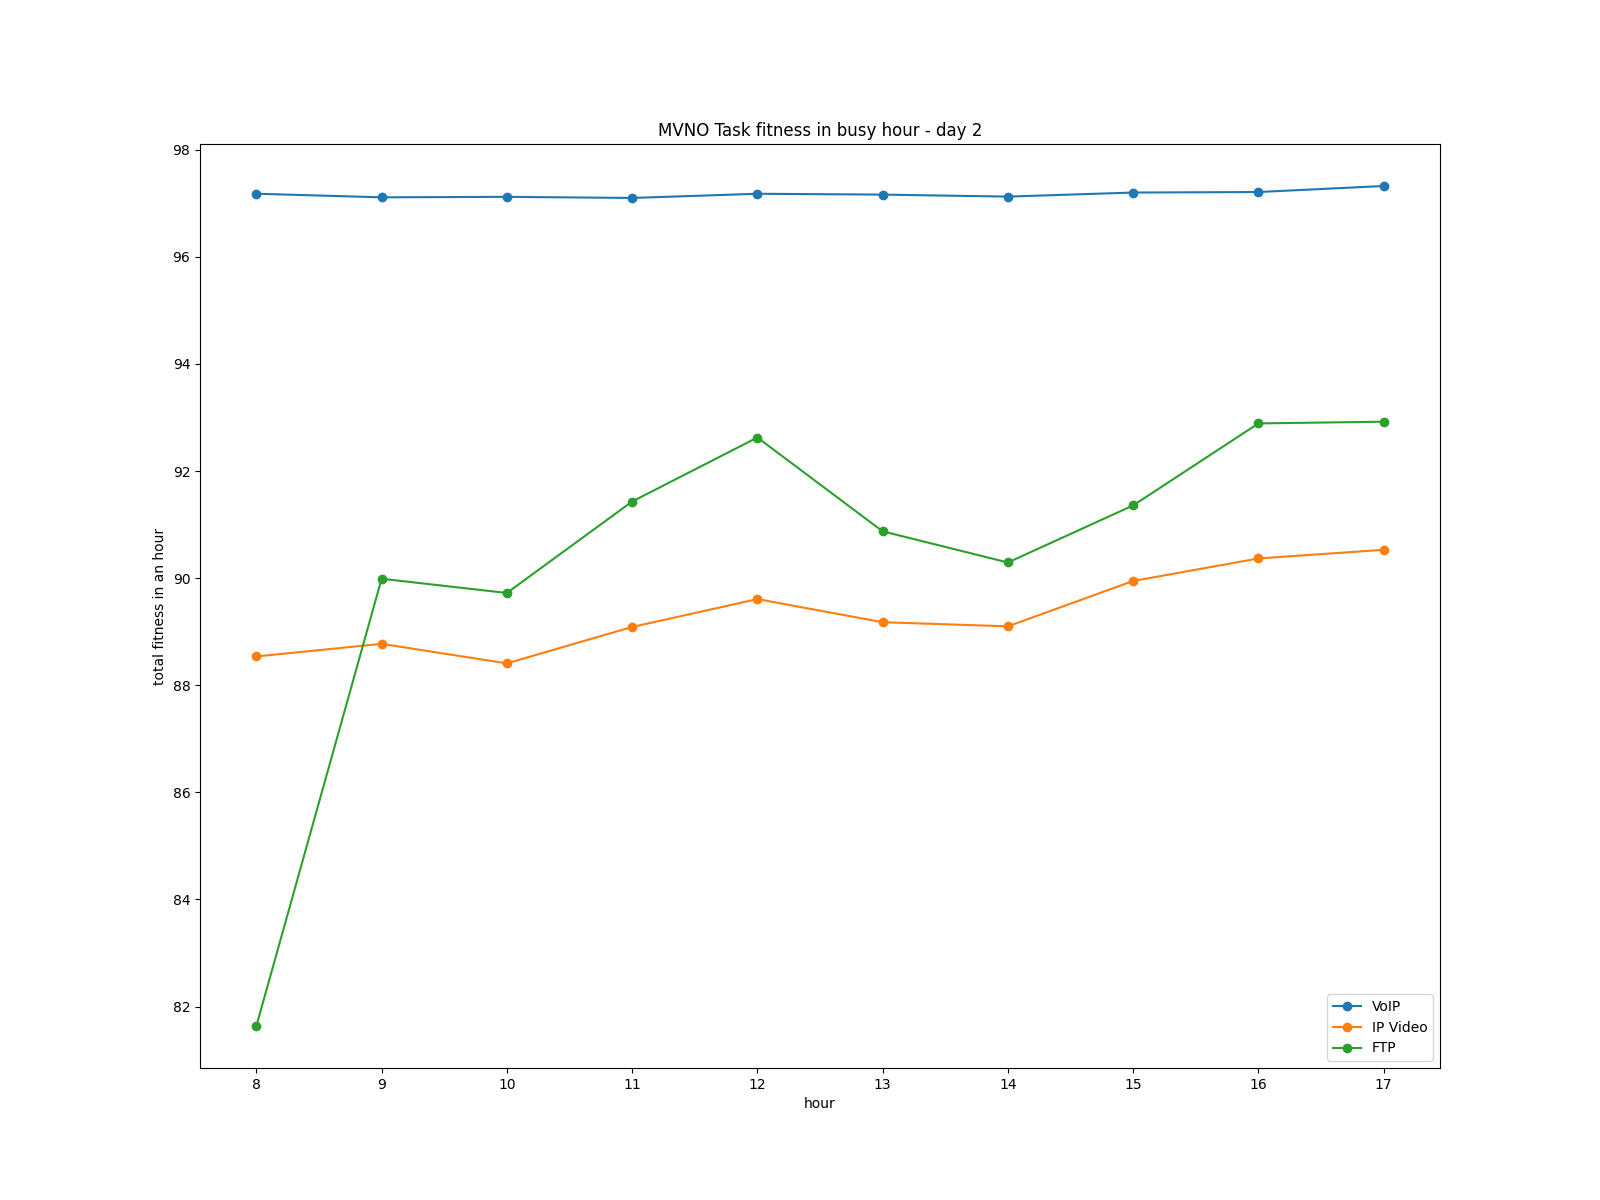 MVNO Task fitness in busy hour - day 2
98
96
94
92
90
88
86
84
82
total fitness in an hour
8 9 10 11 12 13 14 15 16 17
hour
VoIP
IP Video
FTP